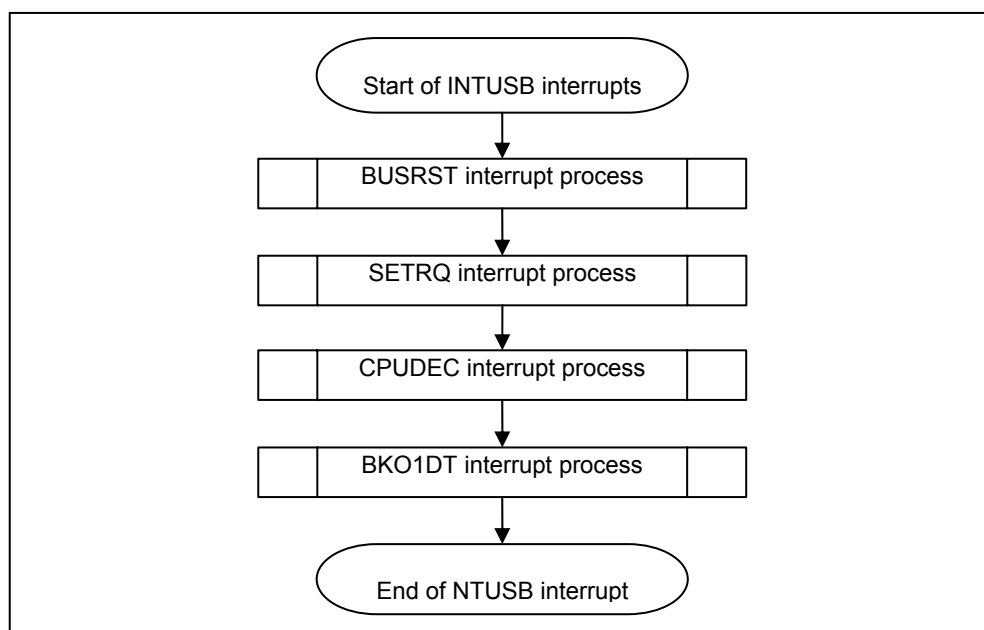 Start of INTUSB interrupts
BUSRST interrupt process
SETRQ interrupt process
CPUDEC interrupt process
BKO1DT interrupt process
End of NTUSB interrupt